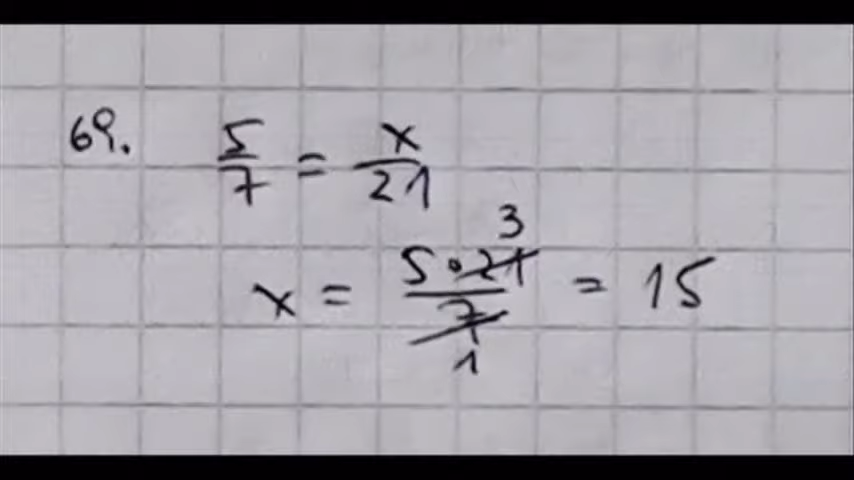 69. 5/7 = x/21
x = 5·21/7 = 15
3
1